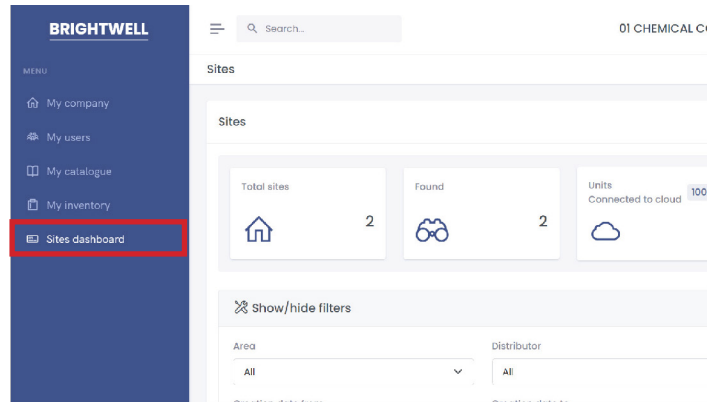 BRIGHTWELL
Search...
01 CHEMICAL
MENU
Sites
My company
My users
My catalogue
My inventory
Sites dashboard
Sites
Total sites
2
Found
2
Units
Connected to cloud
100
Show/hide filters
Area
Distributor
All
All